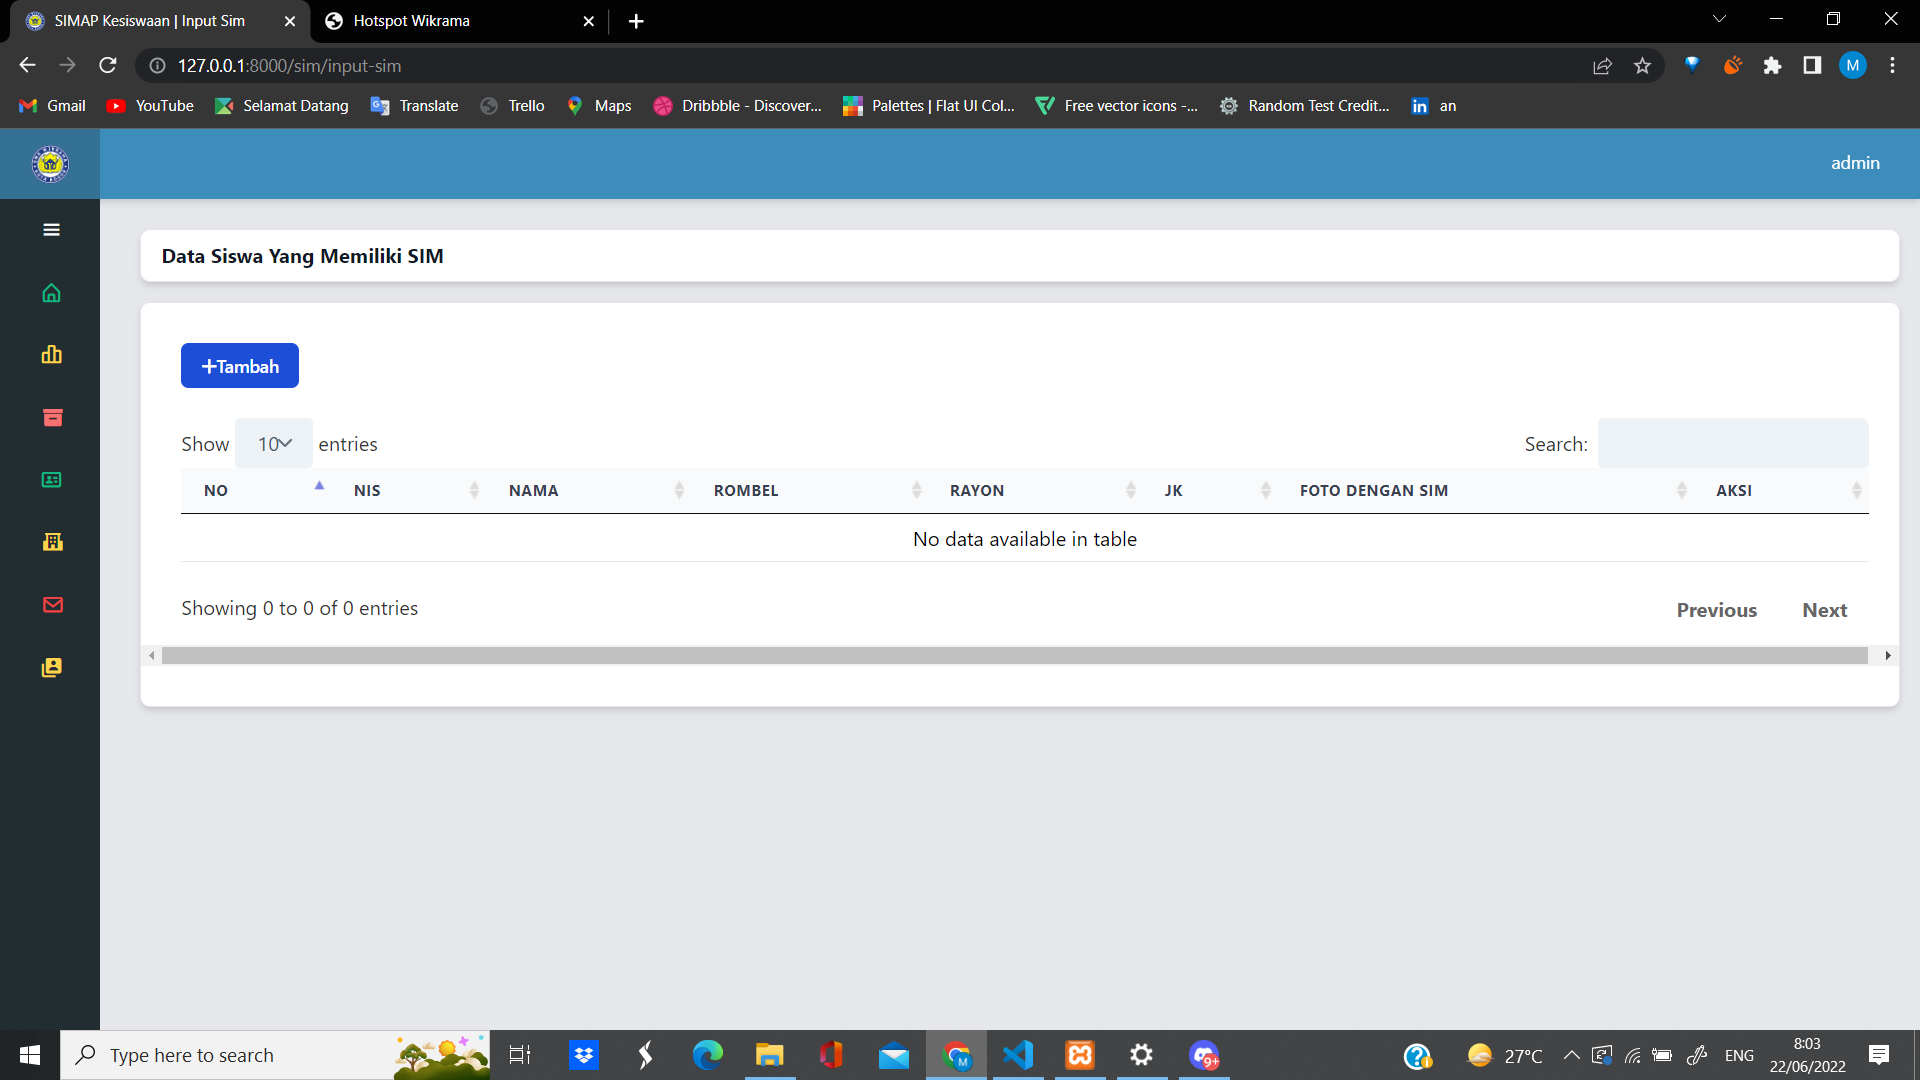 SIMAP Kesiswaan | Input Sim
Hotspot Wikrama
127.0.0.1:8000/sim/input-sim
M
Gmail
YouTube
Selamat Datang
Translate
Trello
Maps
Dribbble - Discover...
Palettes | Flat UI Col...
Free vector icons -...
Random Test Credit...
an
admin
Data Siswa Yang Memiliki SIM
+Tambah
Show 10 entries
Search:
NO NIS NAMA ROMBEL RAYON JK FOTO DENGAN SIM AKSI
No data available in table
Showing 0 to 0 of 0 entries
Previous Next
Type here to search
M
9+
27°C
ENG
8:03
22/06/2022